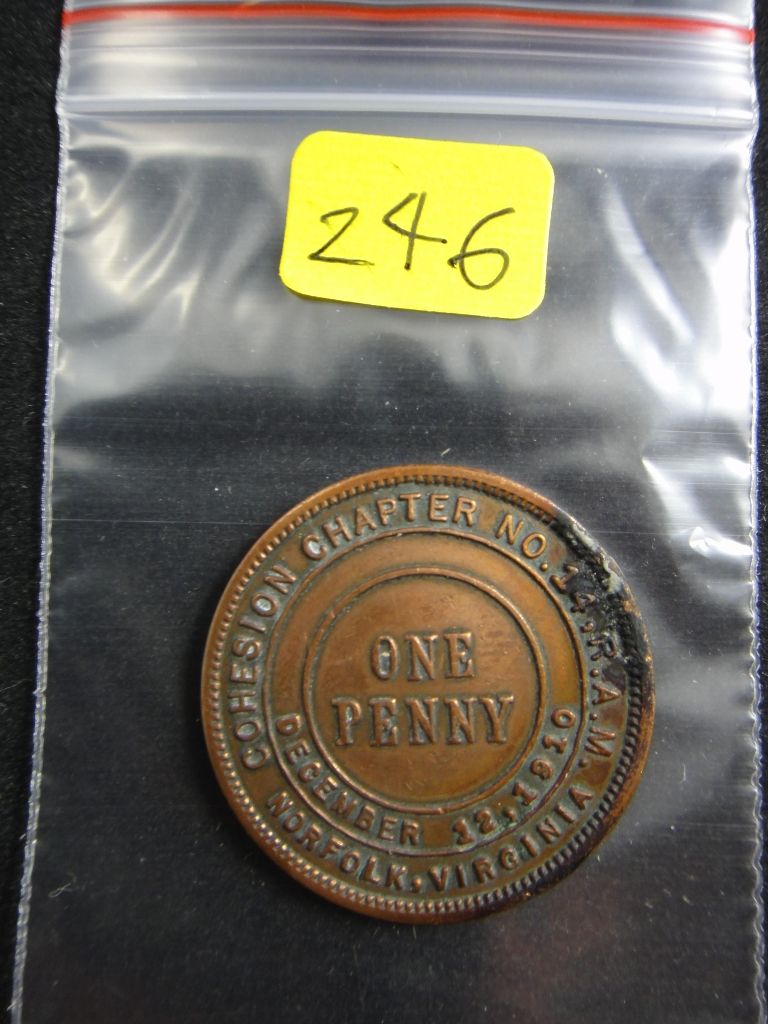 246
COHESION CHAPTER NO. 14. R.A.M.
NORFOLK, VIRGINIA
DECEMBER 12, 1910
ONE
PENNY